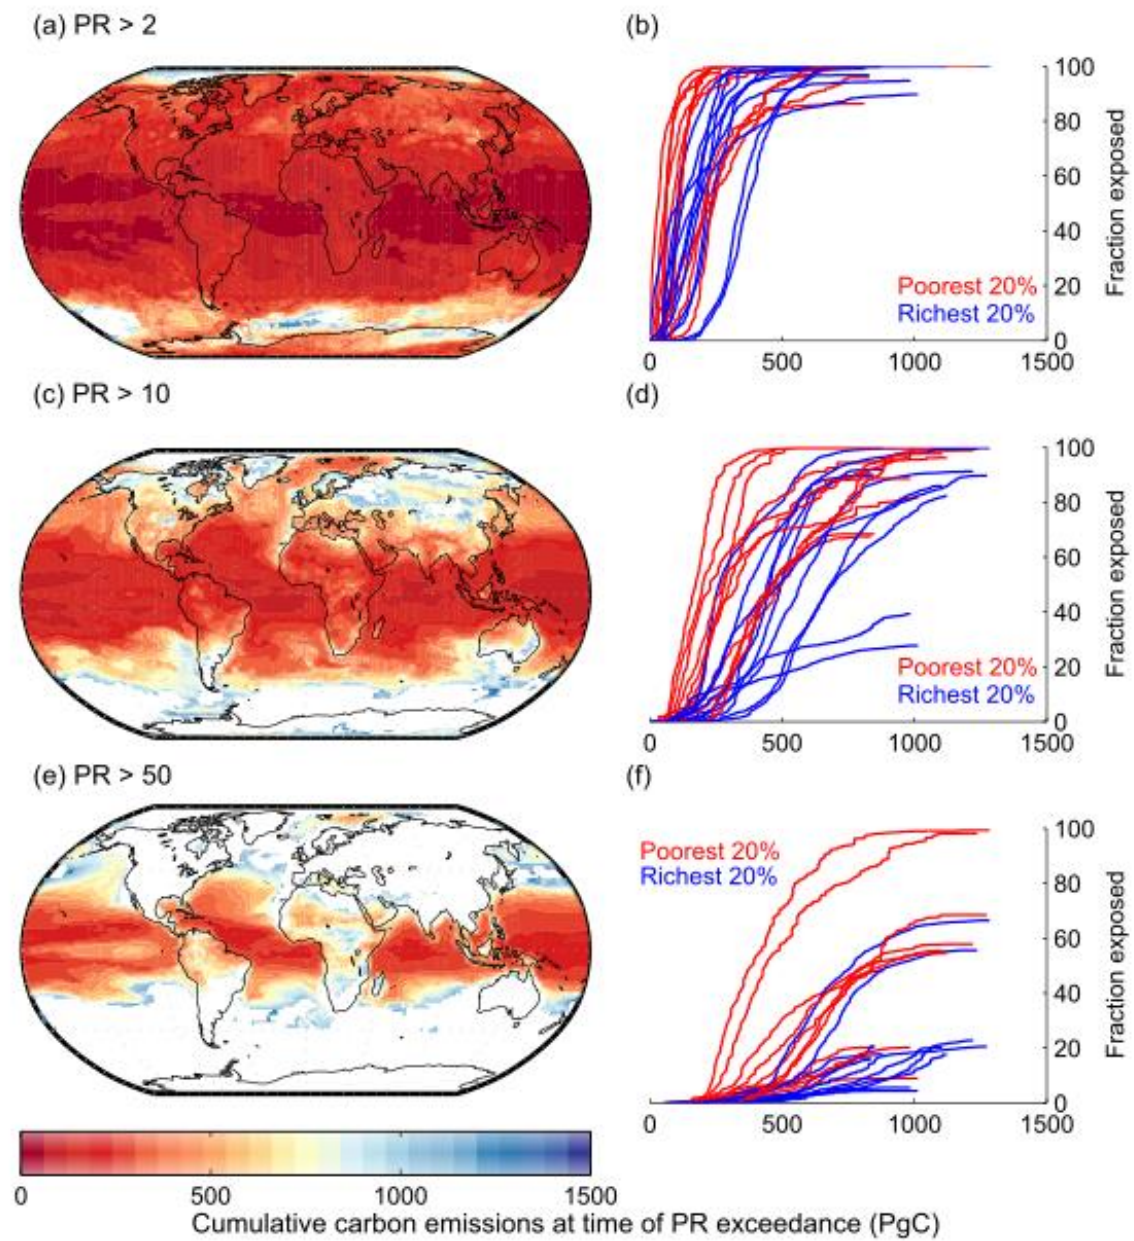 (a) PR > 2
(b)
100
80
60
40
20
0
Fraction exposed
Poorest 20%
Richest 20%
0 500 1000 1500
(c) PR > 10
(d)
100
80
60
40
20
0
Fraction exposed
Poorest 20%
Richest 20%
0 500 1000 1500
(e) PR > 50
(f)
100
80
60
40
20
0
Fraction exposed
Poorest 20%
Richest 20%
0 500 1000 1500
0 500 1000 1500
Cumulative carbon emissions at time of PR exceedance (PgC)